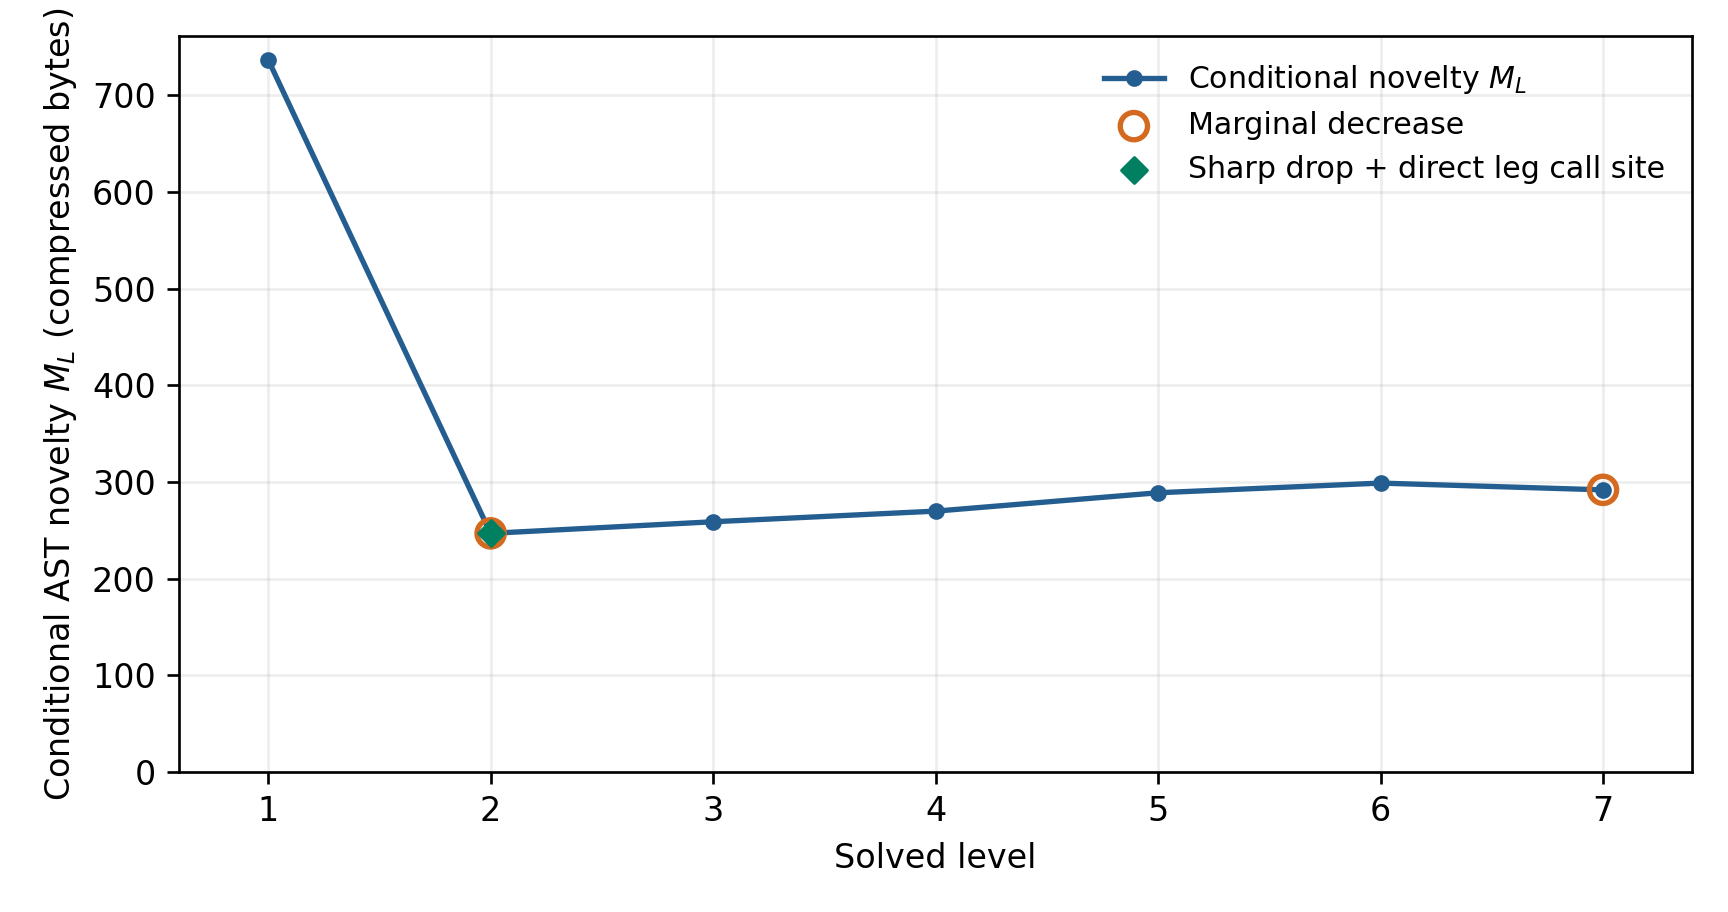 Conditional AST novelty M_L (compressed bytes)
700
600
500
400
300
200
100
0
Conditional novelty M_L
Marginal decrease
Sharp drop + direct leg call site
1 2 3 4 5 6 7
Solved level